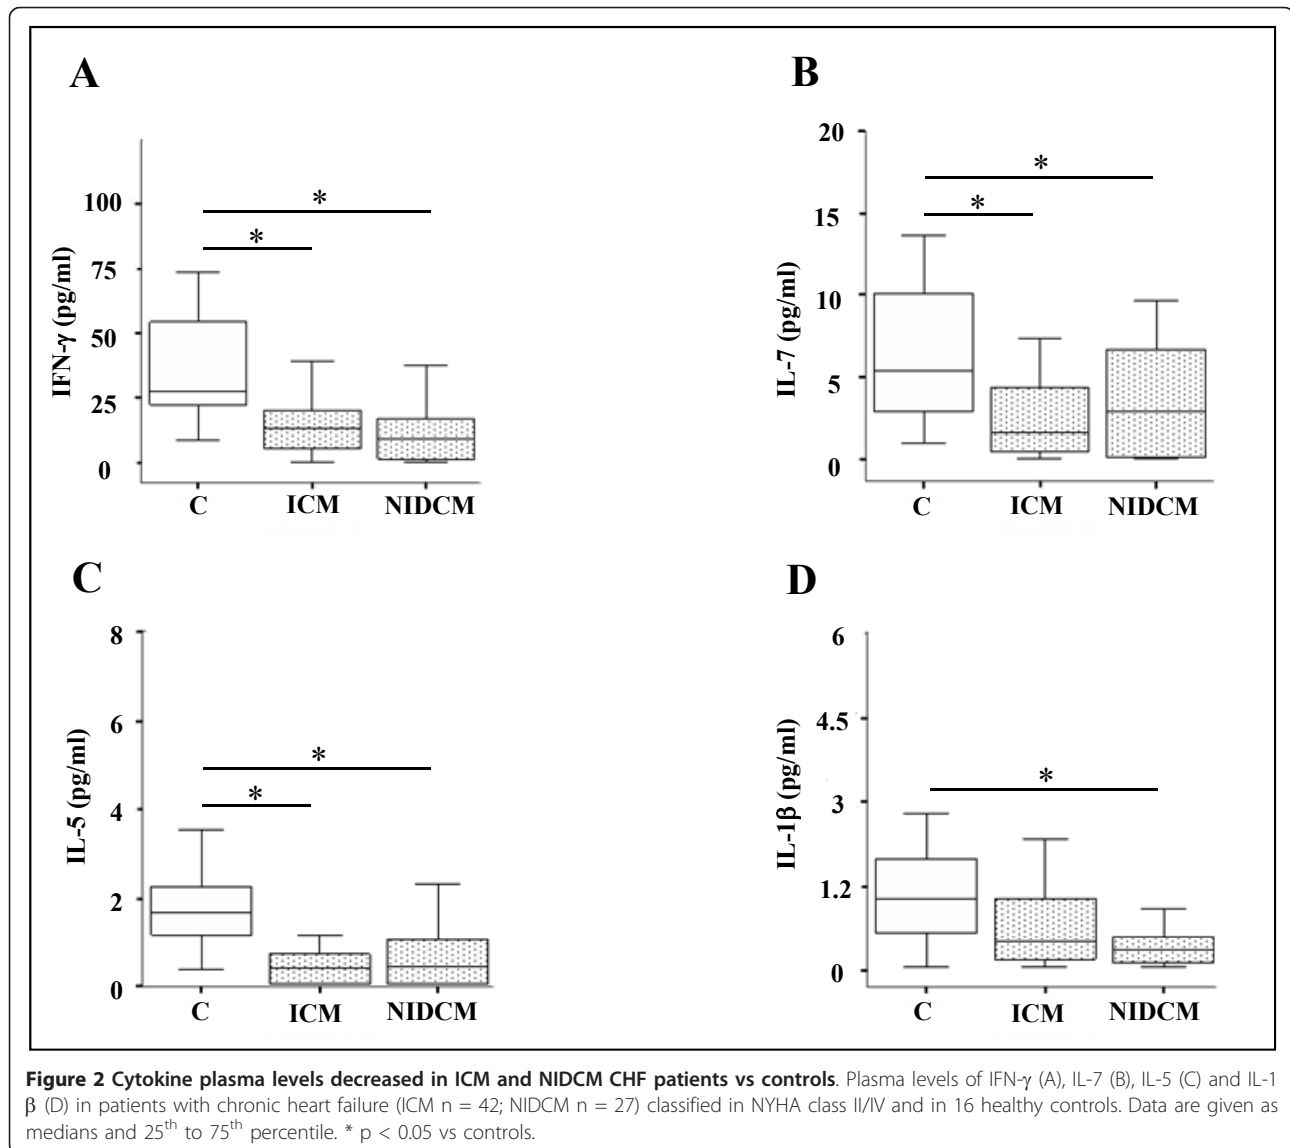 A
B
100
75
50
25
0
IFN-γ (pg/ml)
*
*
C ICM NIDCM
20
15
10
5
0
IL-7 (pg/ml)
*
*
C ICM NIDCM
C
D
8
6
4
2
0
IL-5 (pg/ml)
*
*
C ICM NIDCM
6
4.5
3
1.2
0
IL-1β (pg/ml)
*
C ICM NIDCM
Figure 2 Cytokine plasma levels decreased in ICM and NIDCM CHF patients vs controls. Plasma levels of IFN-γ (A), IL-7 (B), IL-5 (C) and IL-1
β (D) in patients with chronic heart failure (ICM n = 42; NIDCM n = 27) classified in NYHA class II/IV and in 16 healthy controls. Data are given as
medians and 25th to 75th percentile. * p < 0.05 vs controls.